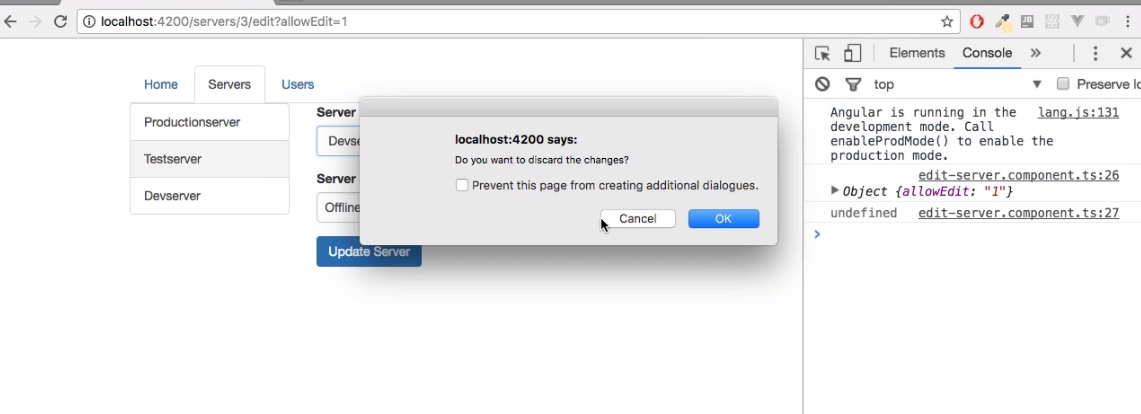 localhost:4200/servers/3/edit?allowEdit=1
Elements Console »
top Preserve
Home Servers Users
Productionserver
Testserver
Devserver
Server
Server
Offline
Update Server
localhost:4200 says:
Do you want to discard the changes?
Prevent this page from creating additional dialogues.
Cancel OK
Angular is running in the lang.js:131
development mode. Call
enableProdMode() to enable the
production mode.
edit-server.component.ts:26
Object {allowEdit: "1"}
undefined edit-server.component.ts:27